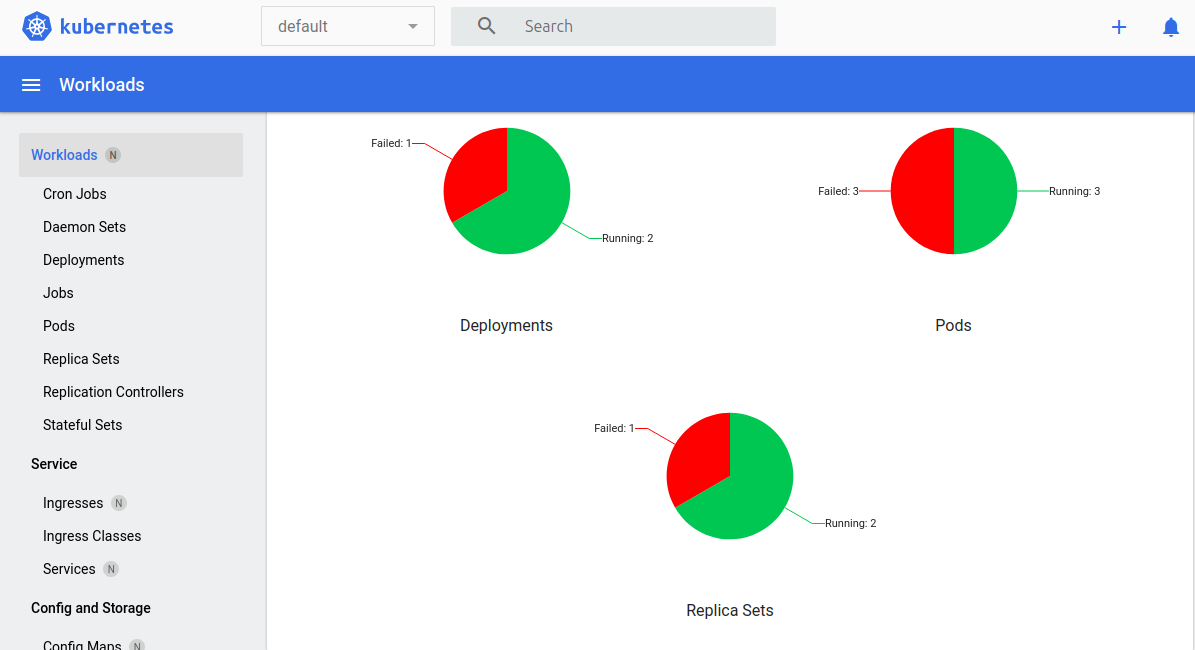 kubernetes
default
Search
Workloads
Workloads N
Cron Jobs
Daemon Sets
Deployments
Jobs
Pods
Replica Sets
Replication Controllers
Stateful Sets
Service
Ingresses N
Ingress Classes
Services N
Config and Storage
Config Maps N
Failed: 1
Running: 2
Deployments
Failed: 3
Running: 3
Pods
Failed: 1
Running: 2
Replica Sets